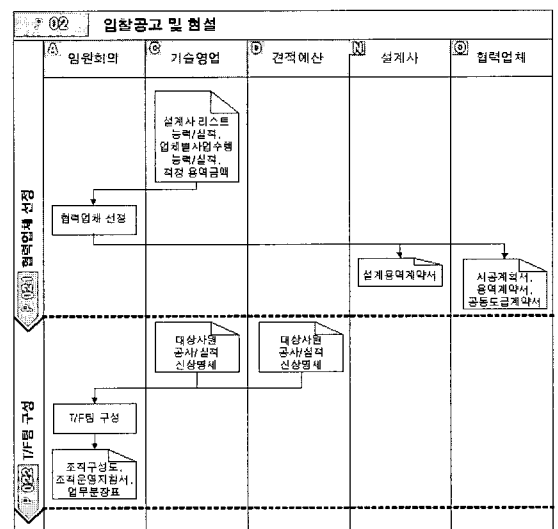 P 02 입찰공고 및 현설
A 임원회의
C 기술영업
D 견적예산
N 설계사
O 협력업체
P 021 협력업체 선정
설계사 리스트
능력/실적,
업체별사업수행
능력/실적,
적정 용역금액
협력업체 선정
설계용역계약서
시공계획서,
용역계약서,
공동도급계약서
P 022 T/F팀 구성
대상사원
공사/실적
신상명세
대상사원
공사/실적
신상명세
T/F팀 구성
조직구성도,
조직운영지침서,
업무분장표